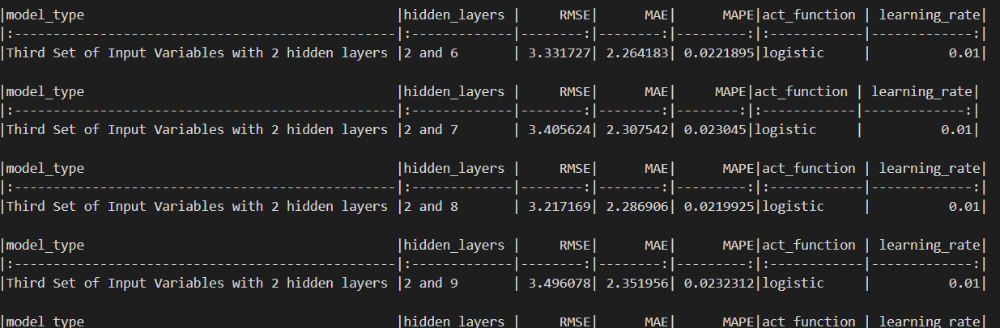 |model_type                                       |hidden_layers |     RMSE|      MAE|      MAPE|act_function | learning_rate|
|:------------------------------------------------|:-------------|--------:|--------:|---------:|:------------|-------------:|
|Third Set of Input Variables with 2 hidden layers |2 and 6       | 3.331727| 2.264183| 0.0221895|logistic     |          0.01|
|model_type                                       |hidden_layers |     RMSE|      MAE|     MAPE|act_function | learning_rate|
|:------------------------------------------------|:-------------|--------:|--------:|--------:|:------------|-------------:|
|Third Set of Input Variables with 2 hidden layers |2 and 7       | 3.405624| 2.307542| 0.023045|logistic     |          0.01|
|model_type                                       |hidden_layers |     RMSE|      MAE|      MAPE|act_function | learning_rate|
|:------------------------------------------------|:-------------|--------:|--------:|---------:|:------------|-------------:|
|Third Set of Input Variables with 2 hidden layers |2 and 8       | 3.217169| 2.286906| 0.0219925|logistic     |          0.01|
|model_type                                       |hidden_layers |     RMSE|      MAE|      MAPE|act_function | learning_rate|
|:------------------------------------------------|:-------------|--------:|--------:|---------:|:------------|-------------:|
|Third Set of Input Variables with 2 hidden layers |2 and 9       | 3.496078| 2.351956| 0.0232312|logistic     |          0.01|
|model_type                                       |hidden_layers |     RMSE|      MAE|      MAPE|act_function | learning_rate|